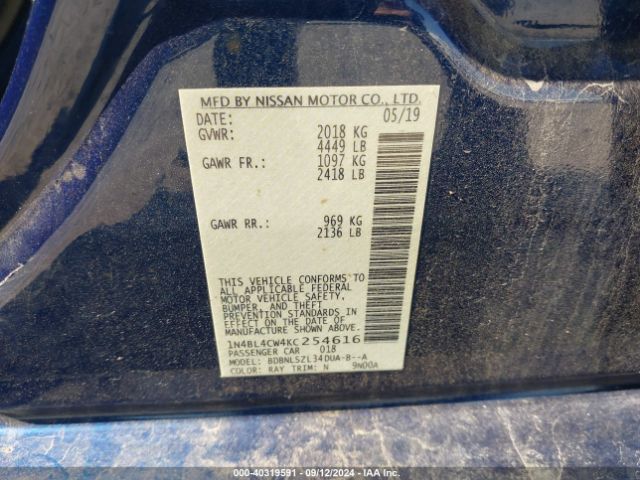 MFD BY NISSAN MOTOR CO., LTD.
DATE: 05/19
GVWR: 2018 KG
4449 LB
GAWR FR.: 1097 KG
2418 LB
GAWR RR.: 969 KG
2136 LB
THIS VEHICLE CONFORMS TO
ALL APPLICABLE FEDERAL
MOTOR VEHICLE SAFETY,
BUMPER, AND THEFT
PREVENTION STANDARDS
IN EFFECT ON THE DATE OF
MANUFACTURE SHOWN ABOVE.
1N4BL4CW4KC254616
PASSENGER CAR 018
MODEL: BDBNLSZL34DUA-B--A
COLOR: RAY TRIM: N 9N00A
000-40319591 - 09/12/2024 - IAA Inc.